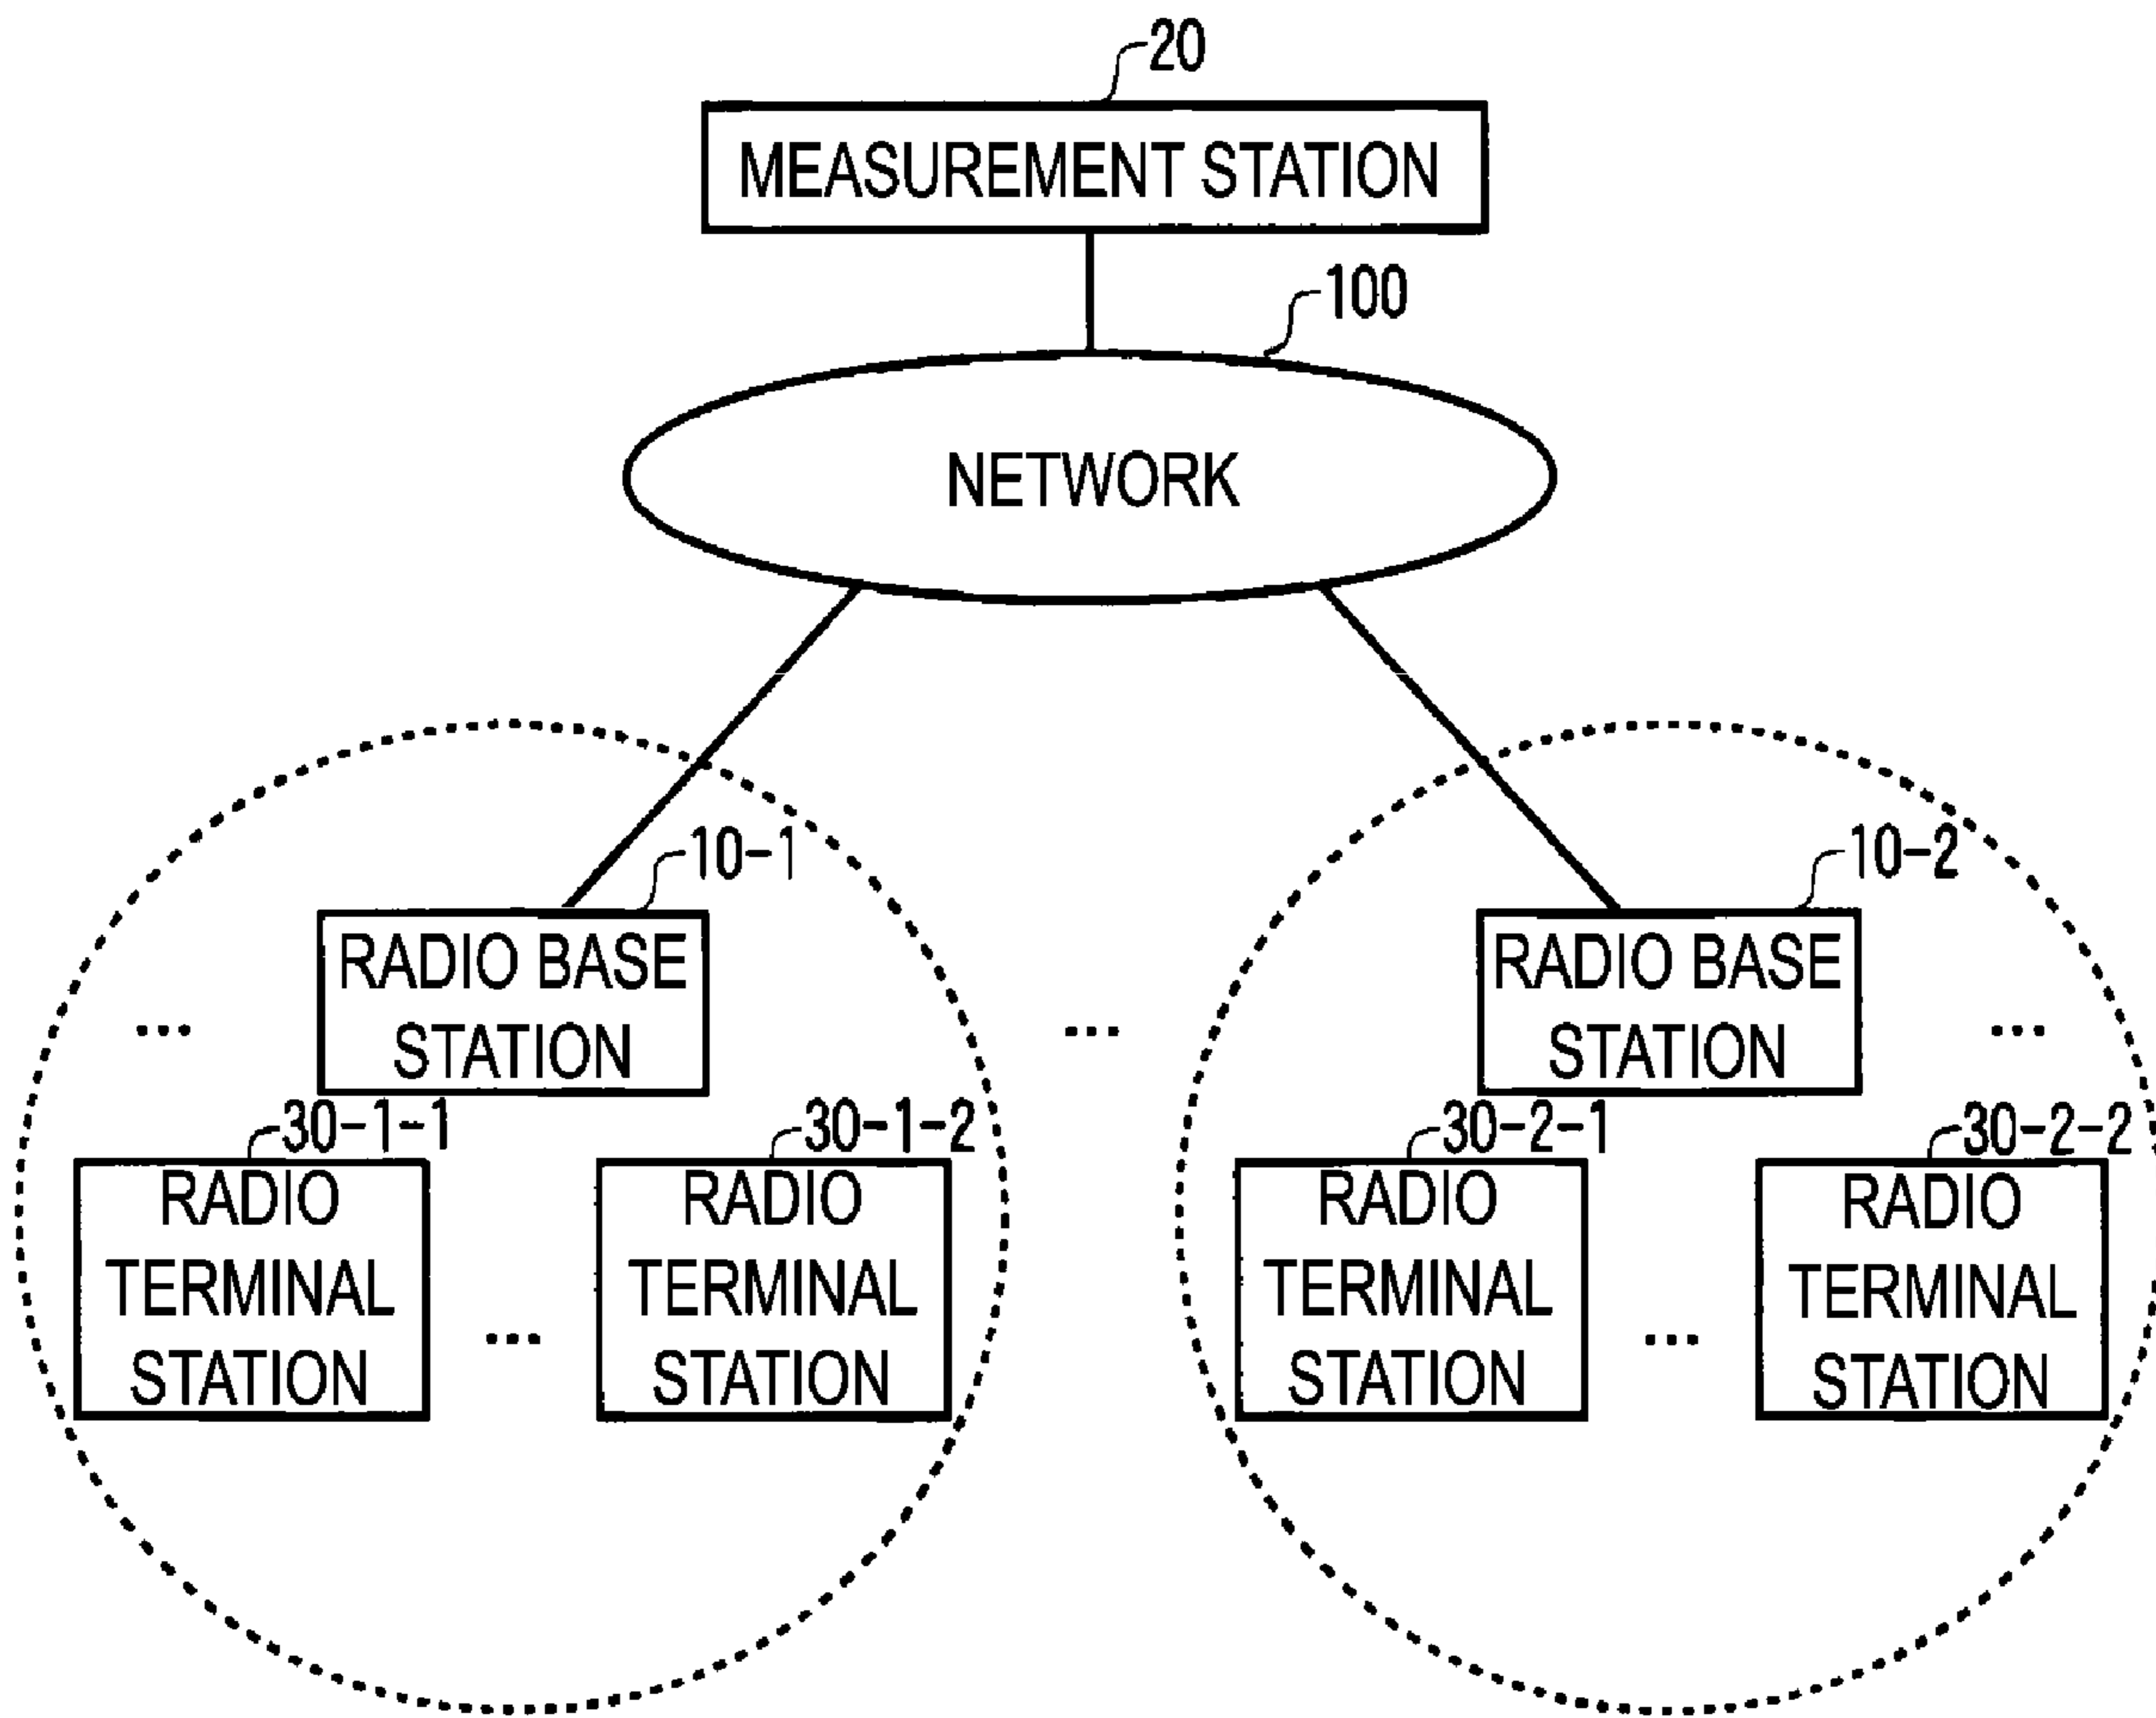 20
MEASUREMENT STATION
100
NETWORK
10-1
10-2
RADIO BASE
STATION
RADIO BASE
STATION
...
...
...
30-1-1
30-1-2
30-2-1
30-2-2
RADIO
TERMINAL
STATION
...
RADIO
TERMINAL
STATION
RADIO
TERMINAL
STATION
...
RADIO
TERMINAL
STATION